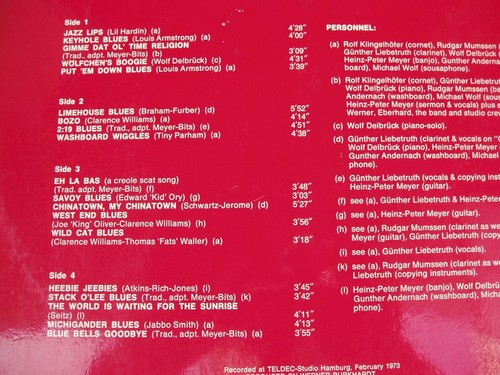 Side 1
JAZZ LIPS (Lil Hardin) (a) 4'28"
KEYHOLE BLUES (Louis Armstrong) (a) 4'00"
GIMME DAT OL' TIME RELIGION
(Trad., adpt. Meyer-Bits) (b) 3'09"
WÖLFCHEN'S BOOGIE (Wolf Delbrück) (c) 4'31"
PUT 'EM DOWN BLUES (Louis Armstrong) (a) 3'39"
Side 2
LIMEHOUSE BLUES (Braham-Furber) (d) 5'52"
BOZO (Clarence Williams) (a) 4'14"
2:19 BLUES (Trad., adpt. Meyer-Bits) (e) 4'51"
WASHBOARD WIGGLES (Tiny Parham) (a) 4'38"
Side 3
EH LA BAS (a creole scat song)
(Trad. adpt. Meyer-Bits) (f) 3'48"
SAVOY BLUES (Edward 'Kid' Ory) (g) 3'03"
CHINATOWN, MY CHINATOWN (Schwartz-Jerome) (d) 5'27"
WEST END BLUES
(Joe 'King' Oliver-Clarence Williams) (h) 3'56"
WILD CAT BLUES
(Clarence Williams-Thomas 'Fats' Waller) (a) 3'18"
Side 4
HEEBIE JEEBIES (Atkins-Rich-Jones) (i) 3'45"
STACK O'LEE BLUES (Trad., adpt. Meyer-Bits) (k) 3'42"
THE WORLD IS WAITING FOR THE SUNRISE
(Seitz) (l) 4'11"
MICHIGANDER BLUES (Jabbo Smith) (a) 4'13"
BLUE BELLS GOODBYE (Trad., adpt. Meyer-Bits) (a) 3'55"
PERSONNEL:
(a) Rolf Klingelhöfer (cornet), Rudgar Mumssen
Günther Liebetruth (clarinet), Wolf Delbrück
Heinz-Peter Meyer (banjo), Gunther Andernach
board), Michael Wolf (sousaphone).
(b) Rolf Klingelhöfer (cornet), Günther Liebetruth
Wolf Delbrück (piano), Rudgar Mumssen
Andernach (washboard), Michael Wolf
Heinz-Peter Meyer (sermon & vocals) plus
Werner, Eberhard, the band and studio crew
(c) Wolf Delbrück (piano-solo).
(d) Günther Liebetruth (clarinet & vocals on
Wolf Delbrück (piano), Heinz-Peter Meyer
Gunther Andernach (washboard), Michael
phone).
(e) Günther Liebetruth (vocals & copying
Heinz-Peter Meyer (guitar).
(f) see (a), Günther Liebetruth & Heinz-Peter
(g) see (a), Heinz-Peter Meyer (guitar).
(h) see (a), Rudgar Mumssen (clarinet as
Meyer (guitar), Günther Liebetruth (copying
(i) see (a), Günther Liebetruth (vocals).
(k) see (a), Rudgar Mumssen (clarinet as
Liebetruth (copying instruments).
(l) Heinz-Peter Meyer (banjo), Wolf Delbrück
Gunther Andernach (washboard), Michael
phone).
Recorded at TELDEC-Studio Hamburg, February 1973
PRODUCED BY WERNER BURKHARDT